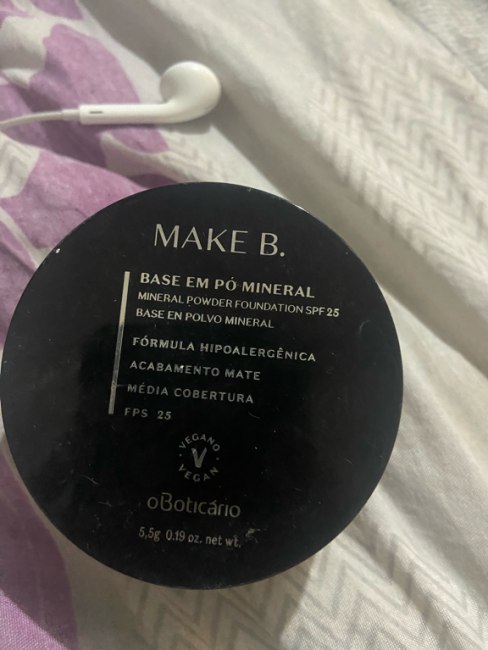 MAKE B.
BASE EM PÓ MINERAL
MINERAL POWDER FOUNDATION SPF 25
BASE EN POLVO MINERAL
FÓRMULA HIPOALERGÊNICA
ACABAMENTO MATE
MÉDIA COBERTURA
FPS 25
VEGANO
V
VEGAN
oBoticário
5,5g 0.19 oz. net wt.